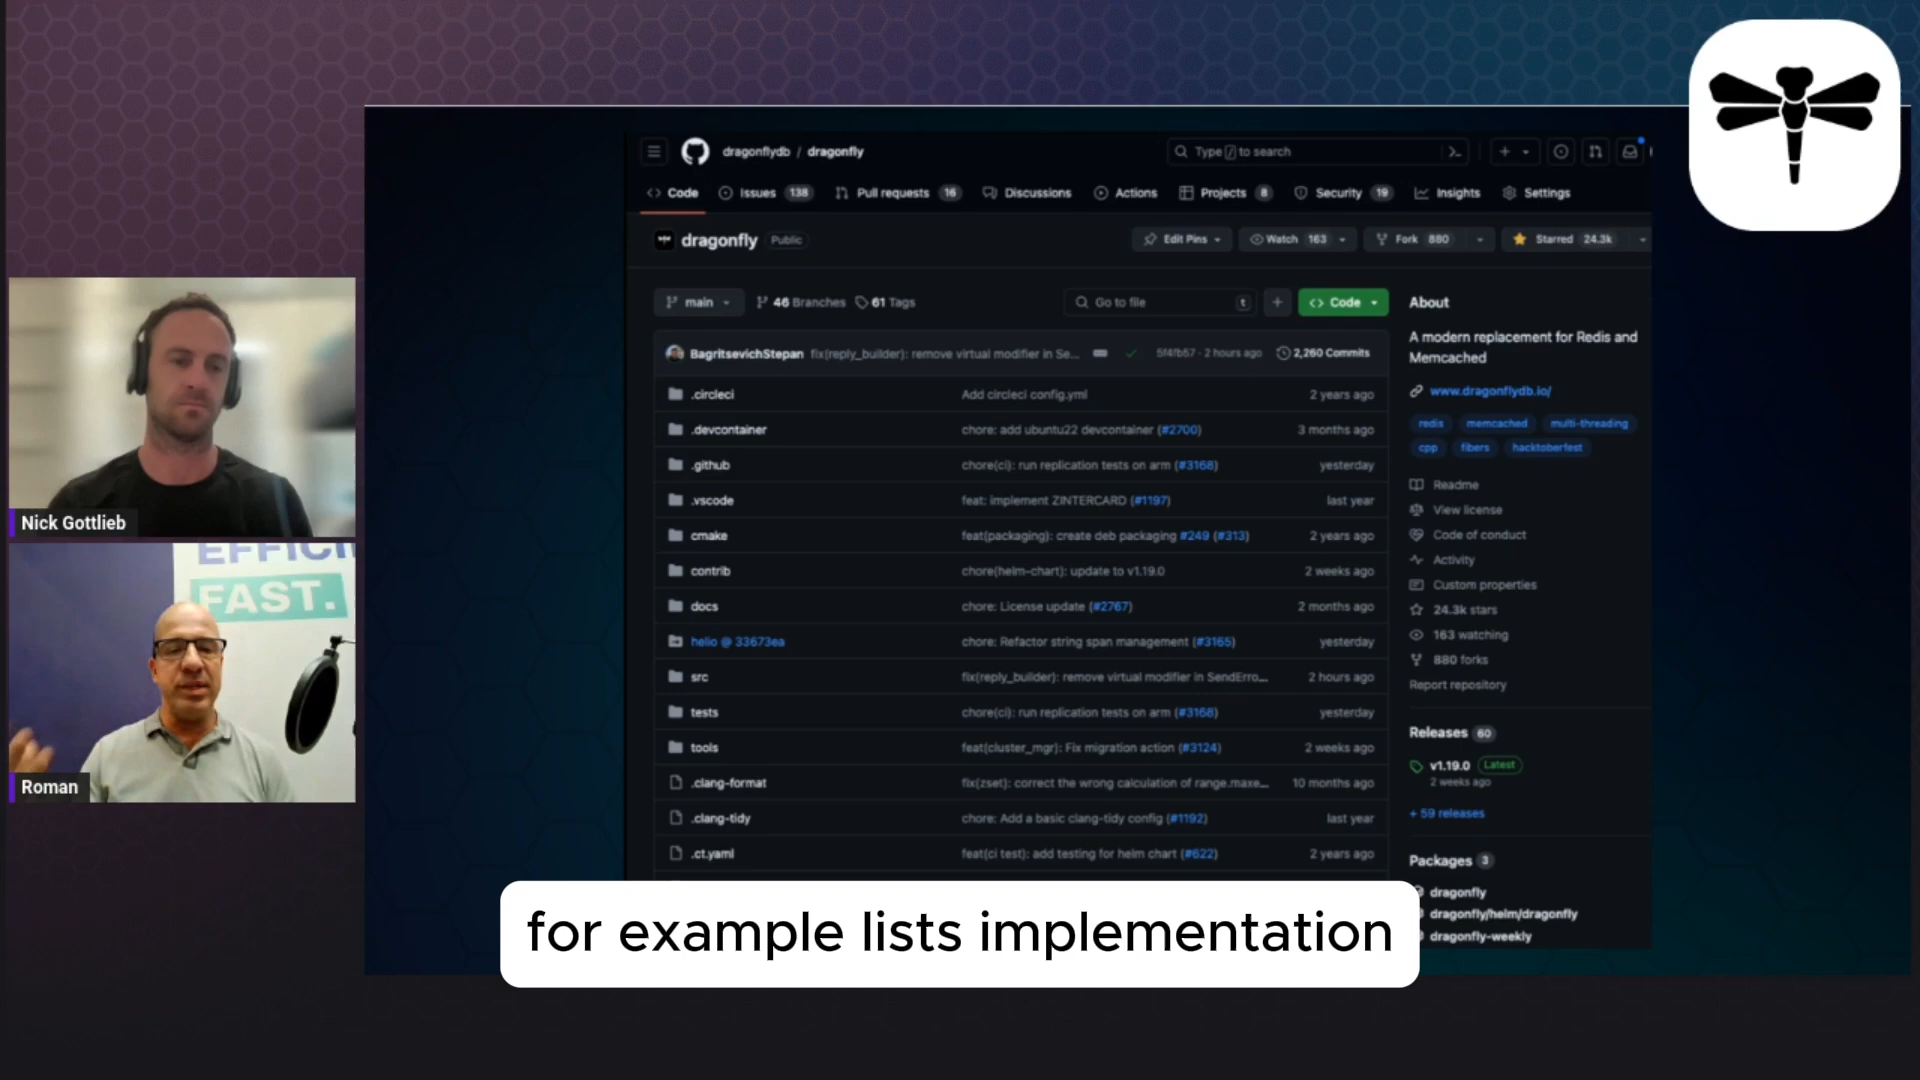 dragonflydb / dragonfly
Type / to search
Code Issues 138 Pull requests 16 Discussions Actions Projects 8 Security 19 Insights Settings
dragonfly Public
Edit Pins Watch 163 Fork 880 Starred 24.3k
main 46 Branches 61 Tags Go to file t + Code
BagritsevichStepan fix(reply_builder): remove virtual modifier in Se... 5f4fb57 · 2 hours ago 2,260 Commits
.circleci Add circleci config.yml 2 years ago
.devcontainer chore: add ubuntu22 devcontainer (#2700) 3 months ago
.github chore(ci): run replication tests on arm (#3168) yesterday
.vscode feat: implement ZINTERCARD (#1197) last year
cmake feat(packaging): create deb packaging #249 (#313) 2 years ago
contrib chore(helm-chart): update to v1.19.0 2 weeks ago
docs chore: License update (#2767) 2 months ago
helio @ 33673ea chore: Refactor string span management (#3165) yesterday
src fix(reply_builder): remove virtual modifier in SendErro... 2 hours ago
tests chore(ci): run replication tests on arm (#3168) yesterday
tools feat(cluster_mgr): Fix migration action (#3124) 2 weeks ago
.clang-format fix(zset): correct the wrong calculation of range.maxe... 10 months ago
.clang-tidy chore: Add a basic clang-tidy config (#1192) last year
.ct.yaml feat(ci test): add testing for helm chart (#622) 2 years ago
About
A modern replacement for Redis and
Memcached
www.dragonflydb.io/
redis memcached multi-threading
cpp fibers hacktoberfest
Readme
View license
Code of conduct
Activity
Custom properties
24.3k stars
163 watching
880 forks
Report repository
Releases 60
v1.19.0 Latest
2 weeks ago
+ 59 releases
Packages 3
dragonfly
dragonfly/helm/dragonfly
dragonfly-weekly
Nick Gottlieb
EFFICI
FAST.
Roman
for example lists implementation